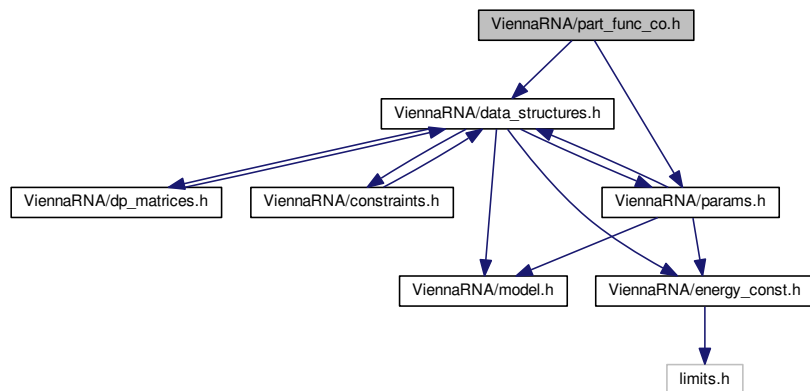 ViennaRNA/part_func_co.h
ViennaRNA/data_structures.h
ViennaRNA/dp_matrices.h
ViennaRNA/constraints.h
ViennaRNA/params.h
ViennaRNA/model.h
ViennaRNA/energy_const.h
limits.h